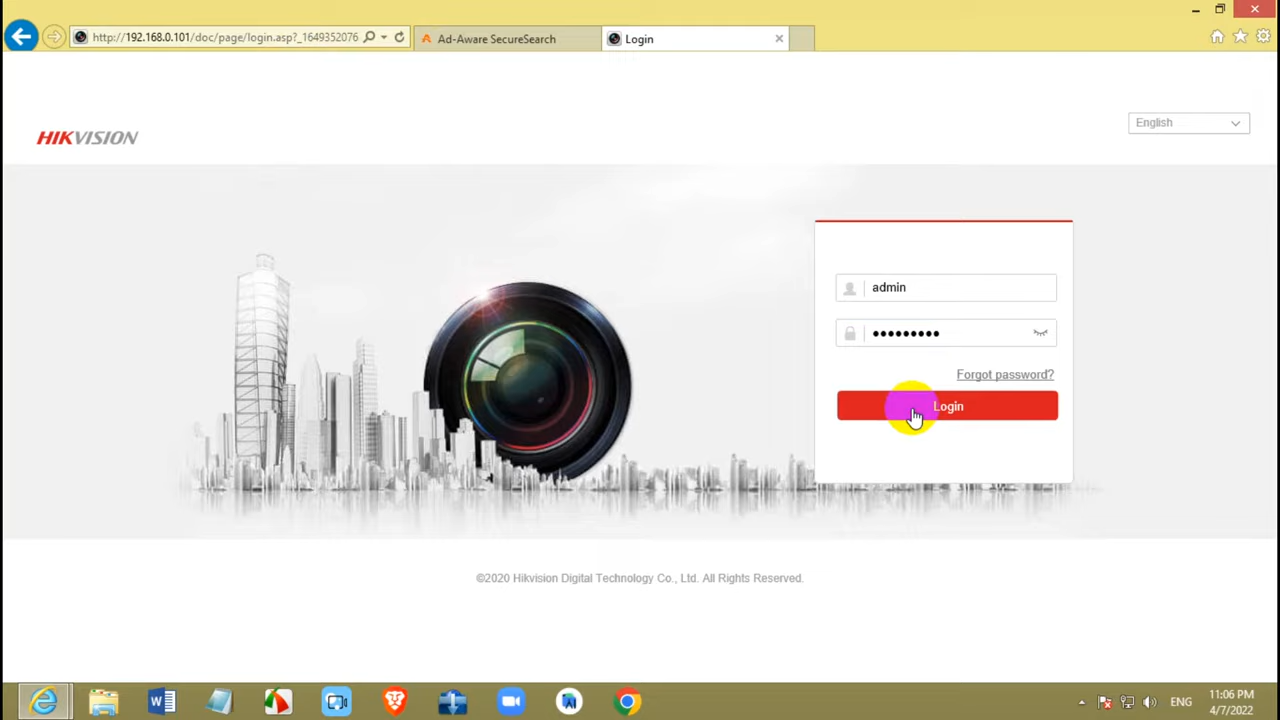 http://192.168.0.101/doc/page/login.asp?_1649352076
Ad-Aware SecureSearch
Login
HIKVISION
English
admin
•••••••••
Forgot password?
Login
©2020 Hikvision Digital Technology Co., Ltd. All Rights Reserved.
ENG
11:06 PM
4/7/2022